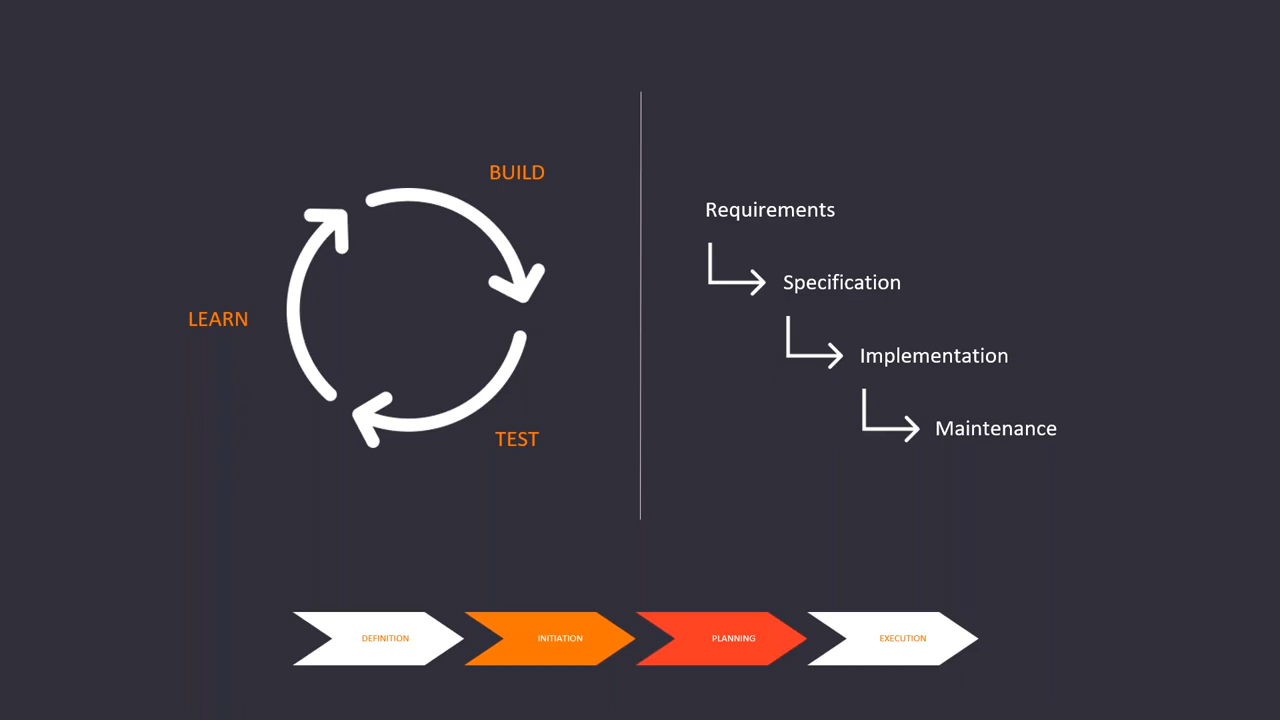 BUILD
LEARN
TEST
Requirements
Specification
Implementation
Maintenance
DEFINITION
INITIATION
PLANNING
EXECUTION